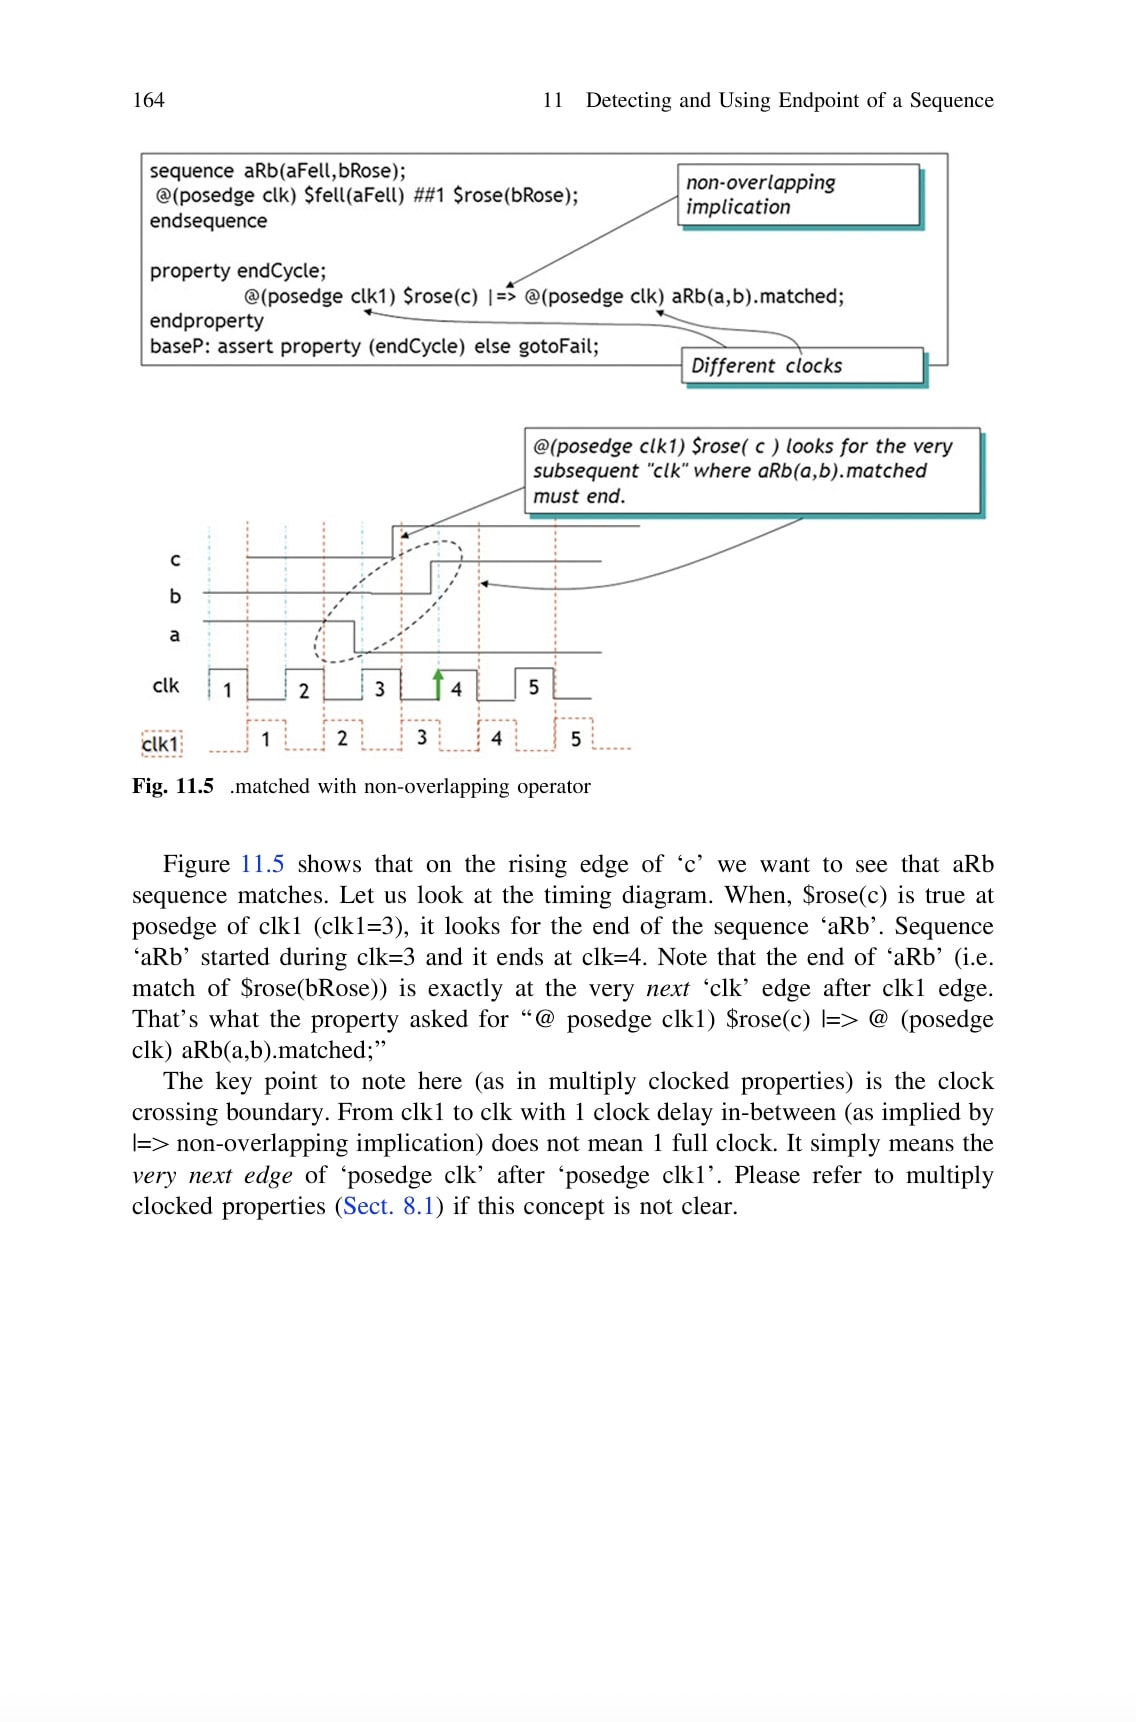 164
11 Detecting and Using Endpoint of a Sequence
sequence aRb(aFell,bRose);
@(posedge clk) $fell(aFell) ##1 $rose(bRose);
endsequence
non-overlapping
implication
property endCycle;
@(posedge clk1) $rose(c) |=> @(posedge clk) aRb(a,b).matched;
endproperty
baseP: assert property (endCycle) else gotoFail;
Different clocks
@(posedge clk1) $rose( c ) looks for the very
subsequent "clk" where aRb(a,b).matched
must end.
c
b
a
clk 1 2 3 4 5
clk1 1 2 3 4 5
Fig. 11.5 .matched with non-overlapping operator
Figure 11.5 shows that on the rising edge of ‘c’ we want to see that aRb
sequence matches. Let us look at the timing diagram. When, $rose(c) is true at
posedge of clk1 (clk1=3), it looks for the end of the sequence ‘aRb’. Sequence
‘aRb’ started during clk=3 and it ends at clk=4. Note that the end of ‘aRb’ (i.e.
match of $rose(bRose)) is exactly at the very next ‘clk’ edge after clk1 edge.
That’s what the property asked for “@ posedge clk1) $rose(c) |=> @ (posedge
clk) aRb(a,b).matched;”
The key point to note here (as in multiply clocked properties) is the clock
crossing boundary. From clk1 to clk with 1 clock delay in-between (as implied by
|=> non-overlapping implication) does not mean 1 full clock. It simply means the
very next edge of ‘posedge clk’ after ‘posedge clk1’. Please refer to multiply
clocked properties (Sect. 8.1) if this concept is not clear.